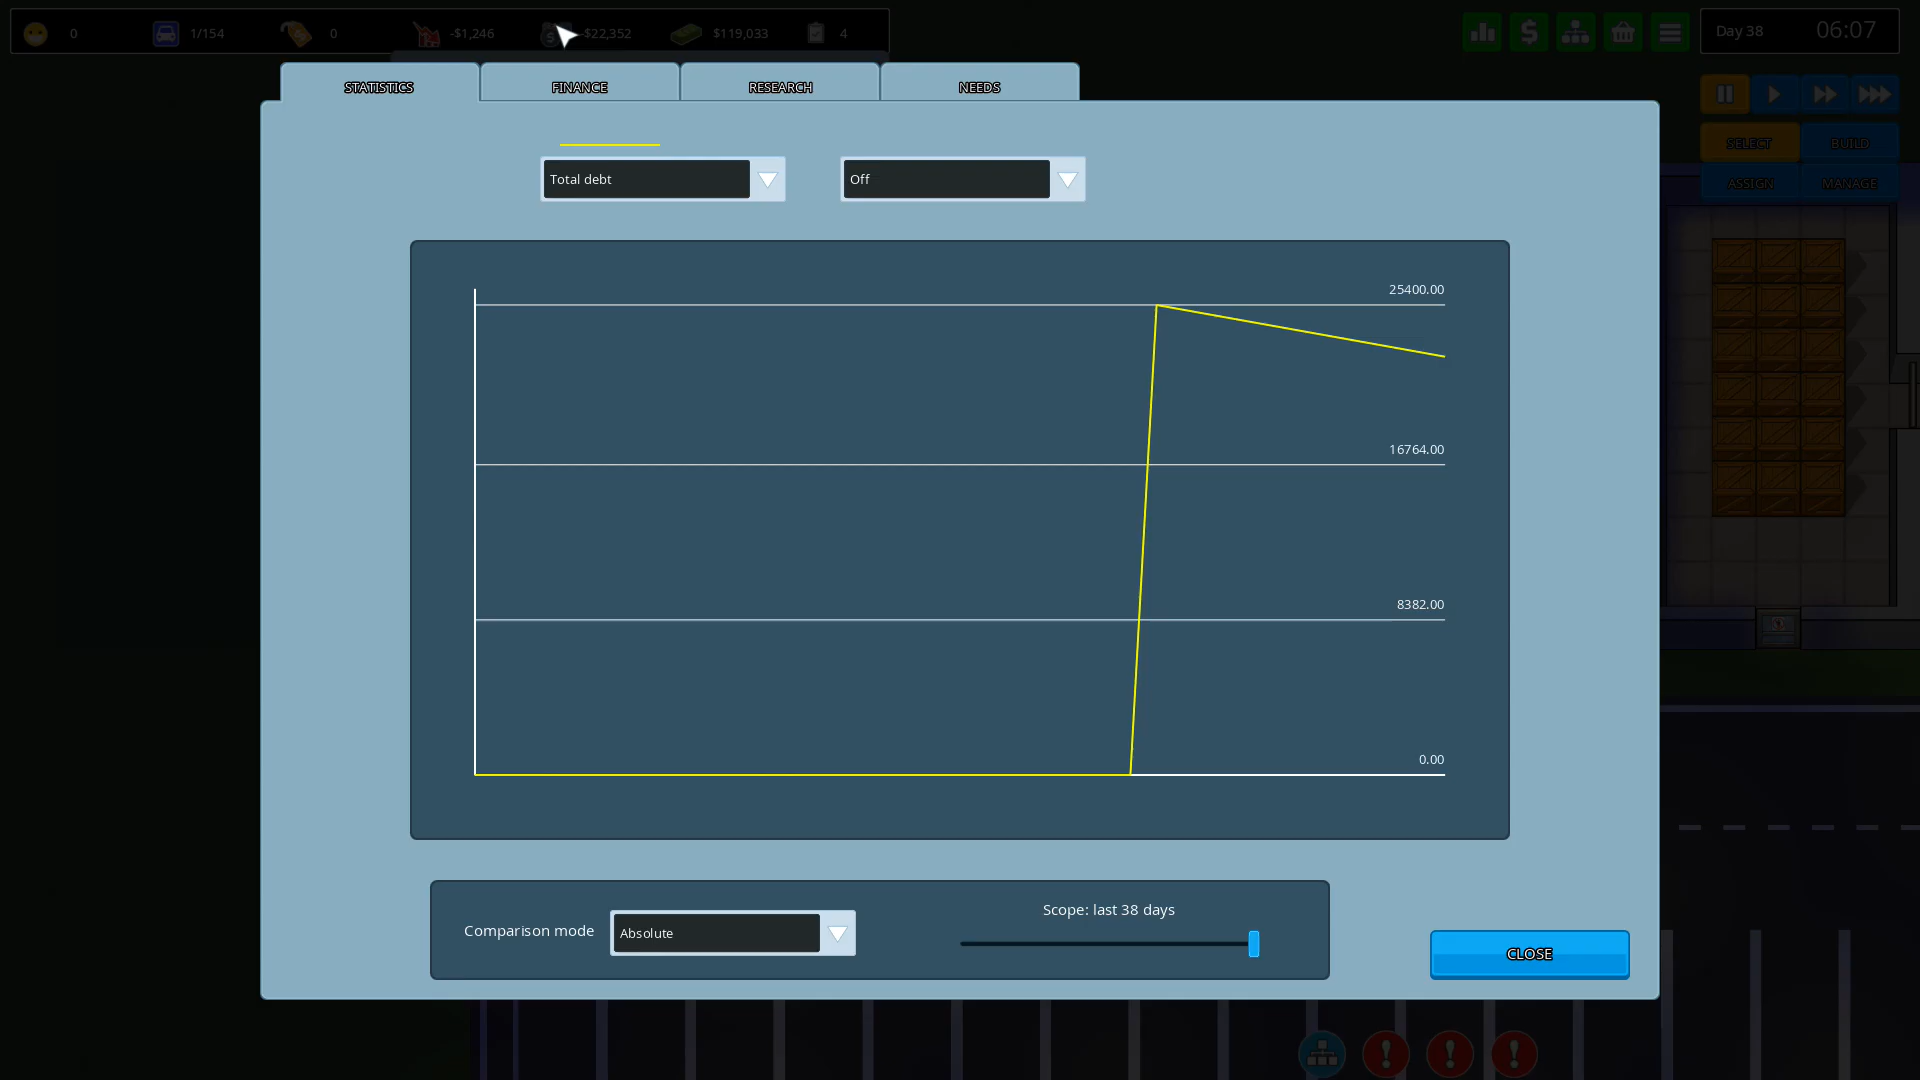 0 1/154 0 -$1,246 -$22,352 $119,033 4 Day 38 06:07
STATISTICS FINANCE RESEARCH NEEDS
SELECT BUILD
ASSIGN MANAGE
Total debt Off
25400.00
16764.00
8382.00
0.00
Scope: last 38 days
Comparison mode Absolute
CLOSE